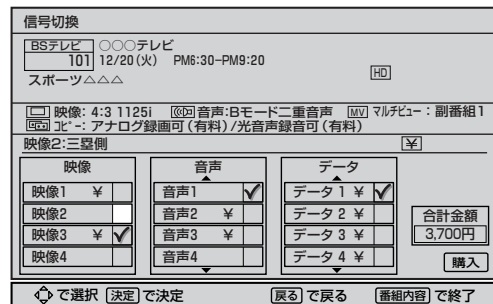 信号切換
BSテレビ ○○○テレビ
101 12/20(火) PM6:30-PM9:20
HD
スポーツ△△△
映像: 4:3 1125i 音声:Bモード二重音声 MV マルチビュー:副番組1
コピー: アナログ録画可(有料)/光音声録音可(有料)
映像2:三塁側 ¥
映像 音声 データ
映像1 ¥ 音声1 データ 1 ¥
映像2 音声2 ¥ データ 2 ¥
映像3 ¥ 音声3 ¥ データ 3 ¥
映像4 音声4 データ 4 ¥
合計金額
3,700円
購入
で選択 決定 で決定 戻る で戻る 番組内容 で終了